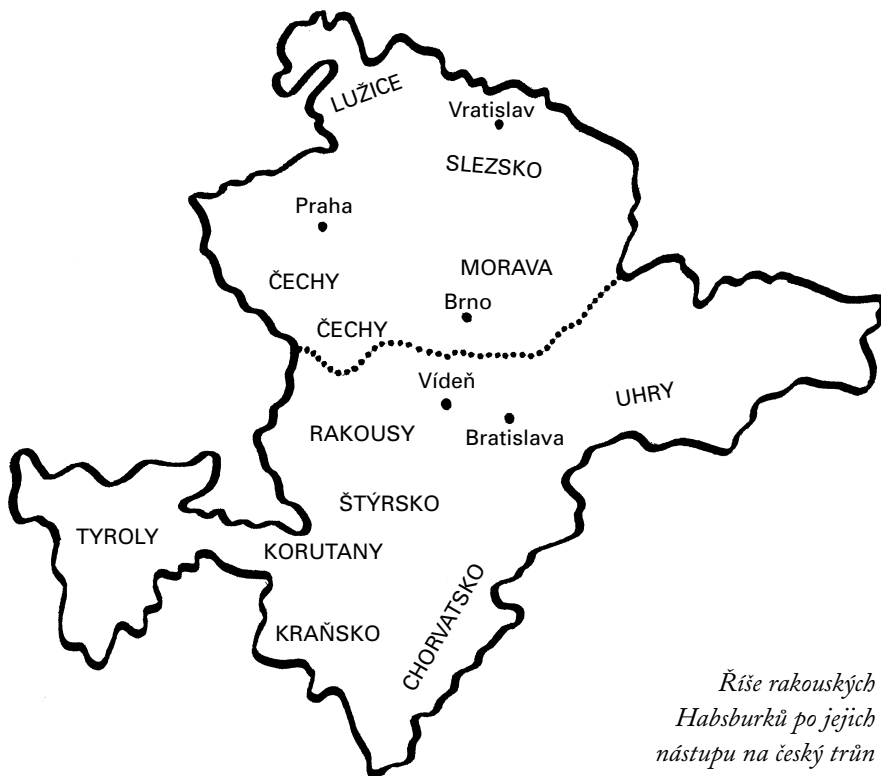 LUŽICE
Vratislav
SLEZSKO
Praha
MORAVA
ČECHY
Brno
ČECHY
Vídeň
UHRY
RAKOUSY
Bratislava
ŠTÝRSKO
TYROLY
KORUTANY
CHORVATSKO
KRAŇSKO
Říše rakouských
Habsburků po jejich
nástupu na český trůn